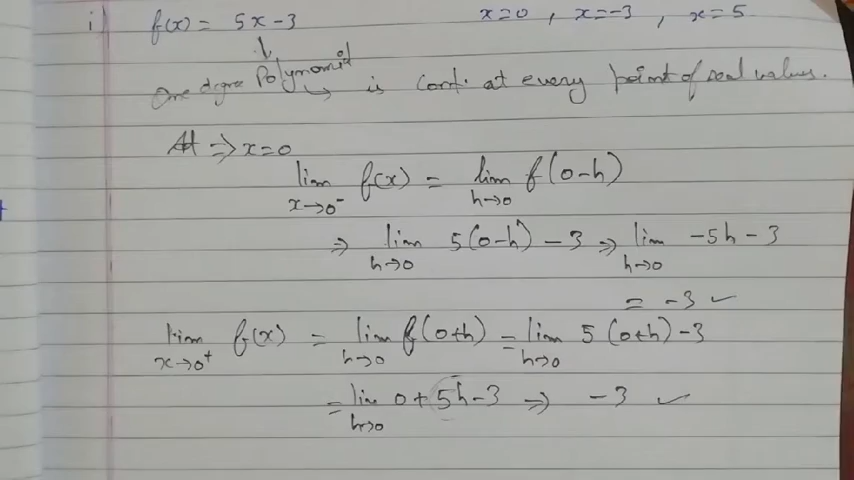 i) f(x) = 5x - 3 x=0 , x=-3 , x=5
↓
One degree Polynomial → is cont. at every point of real values.
At ⇒ x=0
lim x→0⁻ f(x) = lim h→0 f(0-h)
⇒ lim h→0 5(0-h) - 3 ⇒ lim h→0 -5h - 3
= -3 ✓
lim x→0⁺ f(x) = lim h→0 f(0+h) = lim h→0 5(0+h) - 3
= lim h→0 0 + 5h - 3 ⇒ -3 ✓